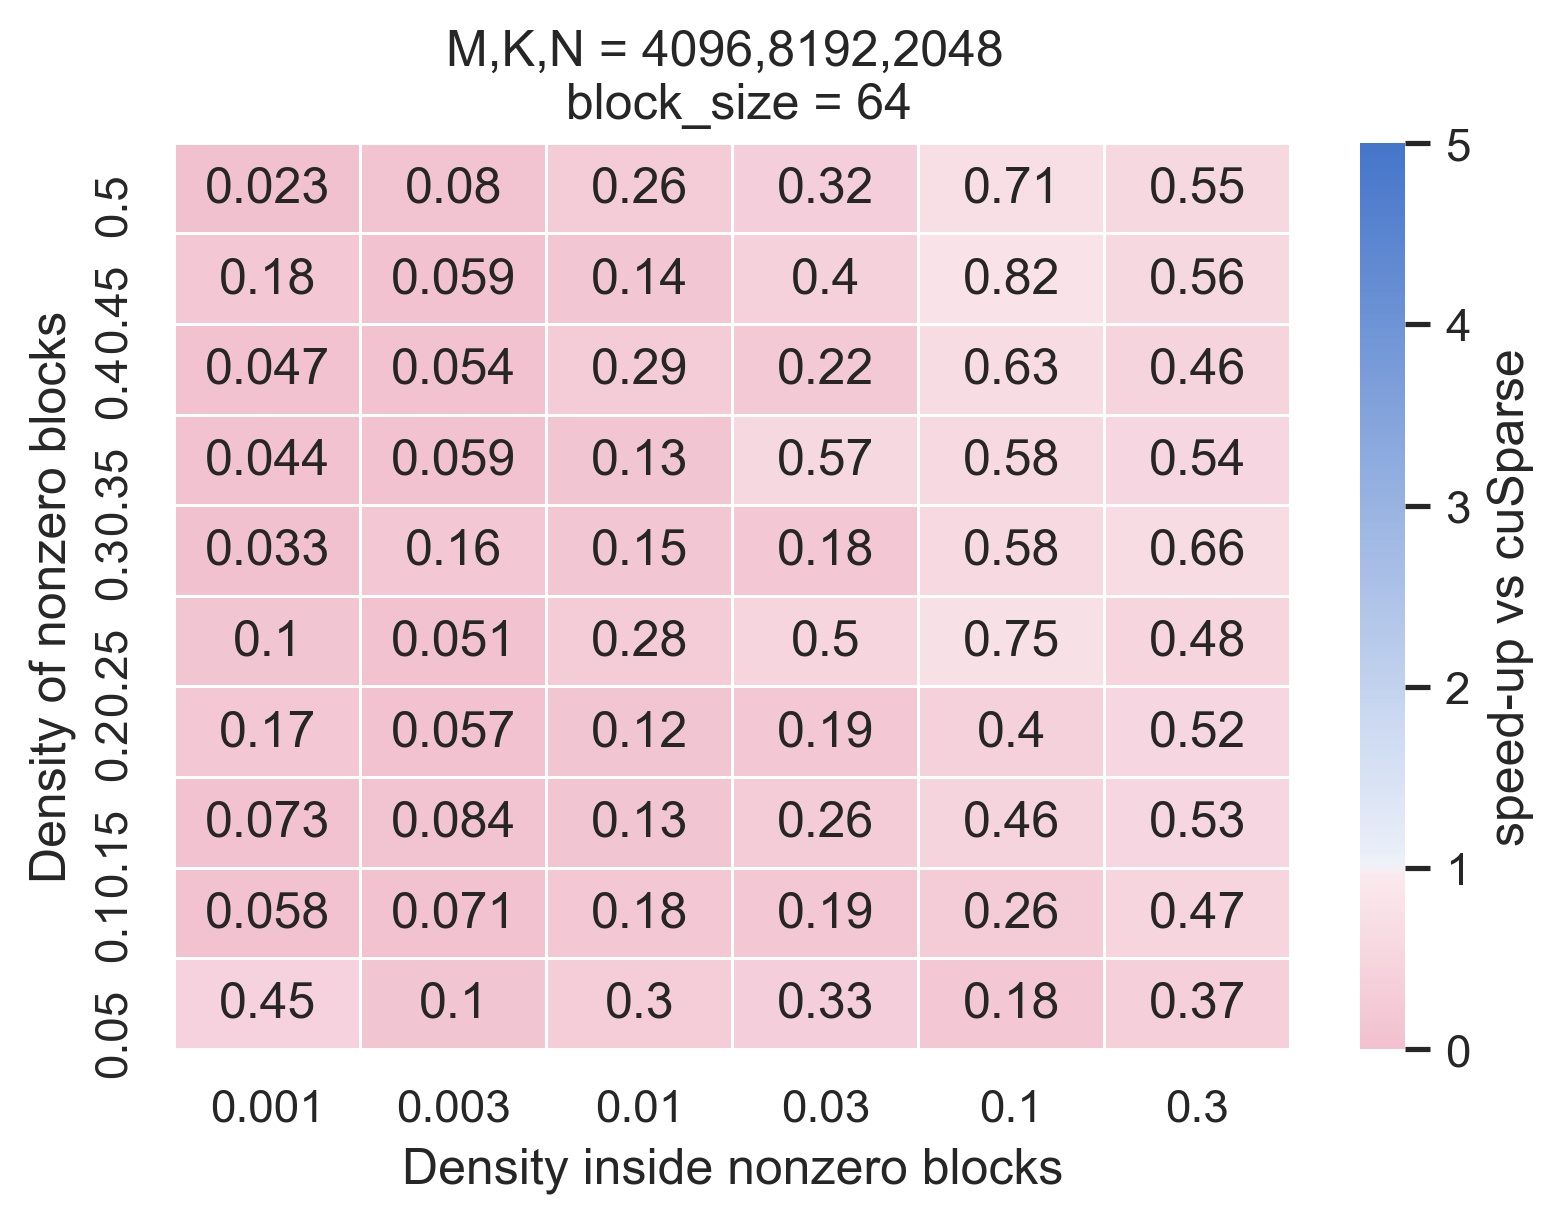 M,K,N = 4096,8192,2048
block_size = 64
Density of nonzero blocks
0.5 0.023 0.08 0.26 0.32 0.71 0.55
0.45 0.18 0.059 0.14 0.4 0.82 0.56
0.4 0.047 0.054 0.29 0.22 0.63 0.46
0.35 0.044 0.059 0.13 0.57 0.58 0.54
0.30 0.033 0.16 0.15 0.18 0.58 0.66
0.25 0.1 0.051 0.28 0.5 0.75 0.48
0.20 0.17 0.057 0.12 0.19 0.4 0.52
0.15 0.073 0.084 0.13 0.26 0.46 0.53
0.10 0.058 0.071 0.18 0.19 0.26 0.47
0.05 0.45 0.1 0.3 0.33 0.18 0.37
0.001 0.003 0.01 0.03 0.1 0.3
Density inside nonzero blocks
5
4
3
2
1
0
speed-up vs cuSparse